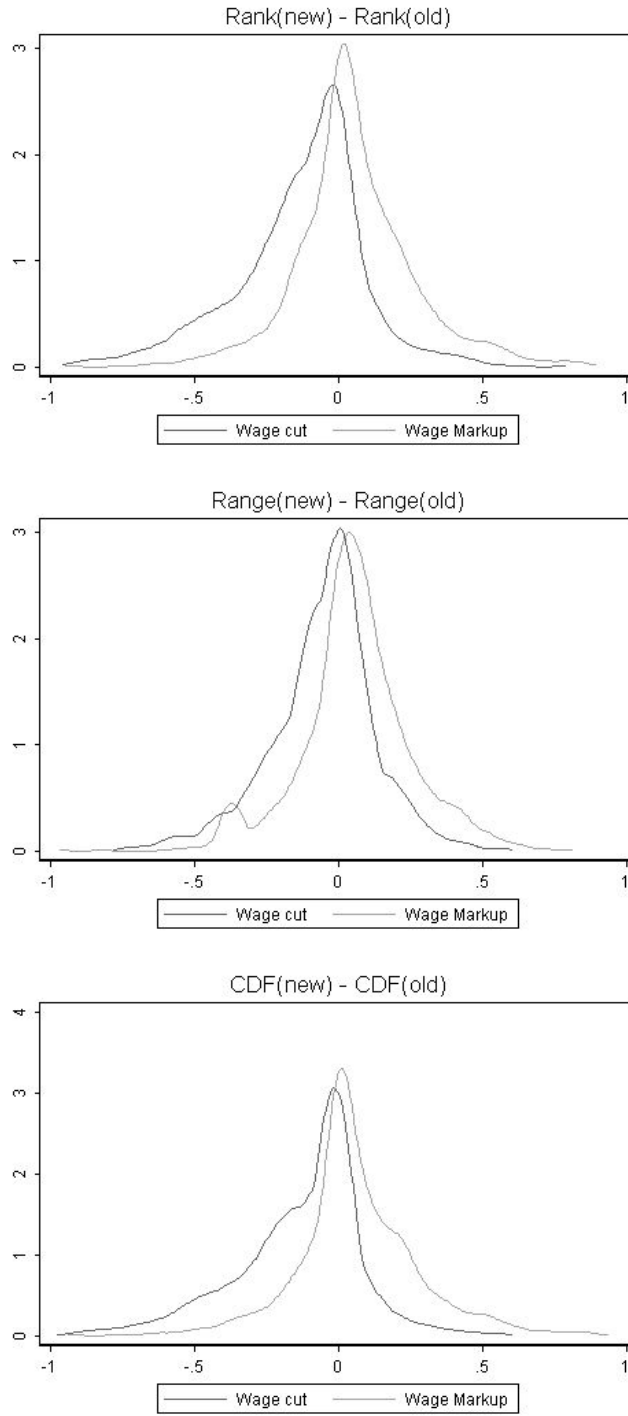 Rank(new) - Rank(old)
3
2
1
0
-1 -.5 0 .5 1
Wage cut Wage Markup
Range(new) - Range(old)
3
2
1
0
-1 -.5 0 .5 1
Wage cut Wage Markup
CDF(new) - CDF(old)
4
3
2
1
0
-1 -.5 0 .5 1
Wage cut Wage Markup